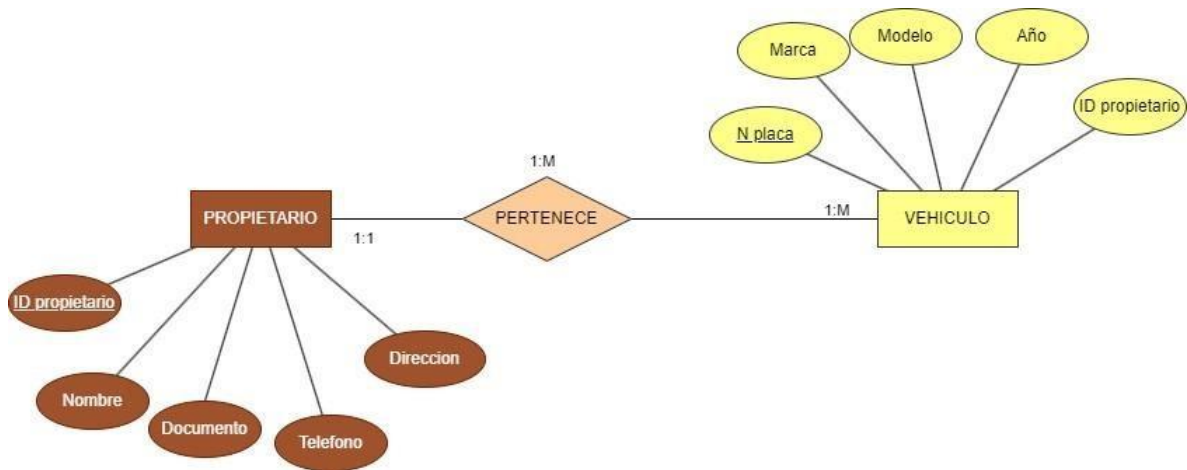 Modelo
Año
Marca
ID propietario
N placa
1:M
PROPIETARIO
PERTENECE
1:M
VEHICULO
1:1
ID propietario
Direccion
Nombre
Documento
Telefono